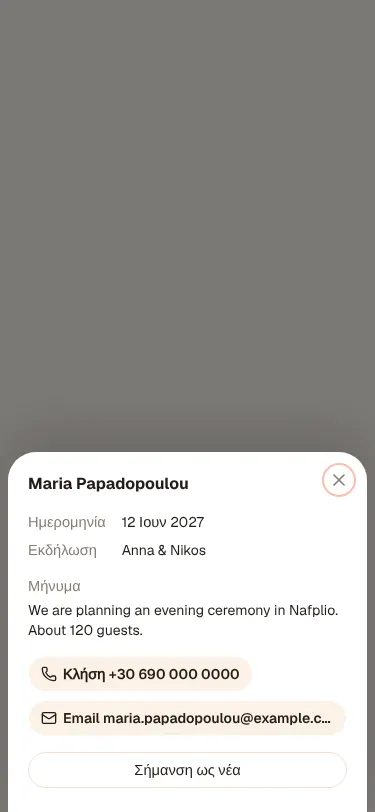 Maria Papadopoulou
Ημερομηνία 12 Ιουν 2027
Εκδήλωση Anna & Nikos
Μήνυμα
We are planning an evening ceremony in Nafplio.
About 120 guests.
Κλήση +30 690 000 0000
Email maria.papadopoulou@example.c...
Σήμανση ως νέα